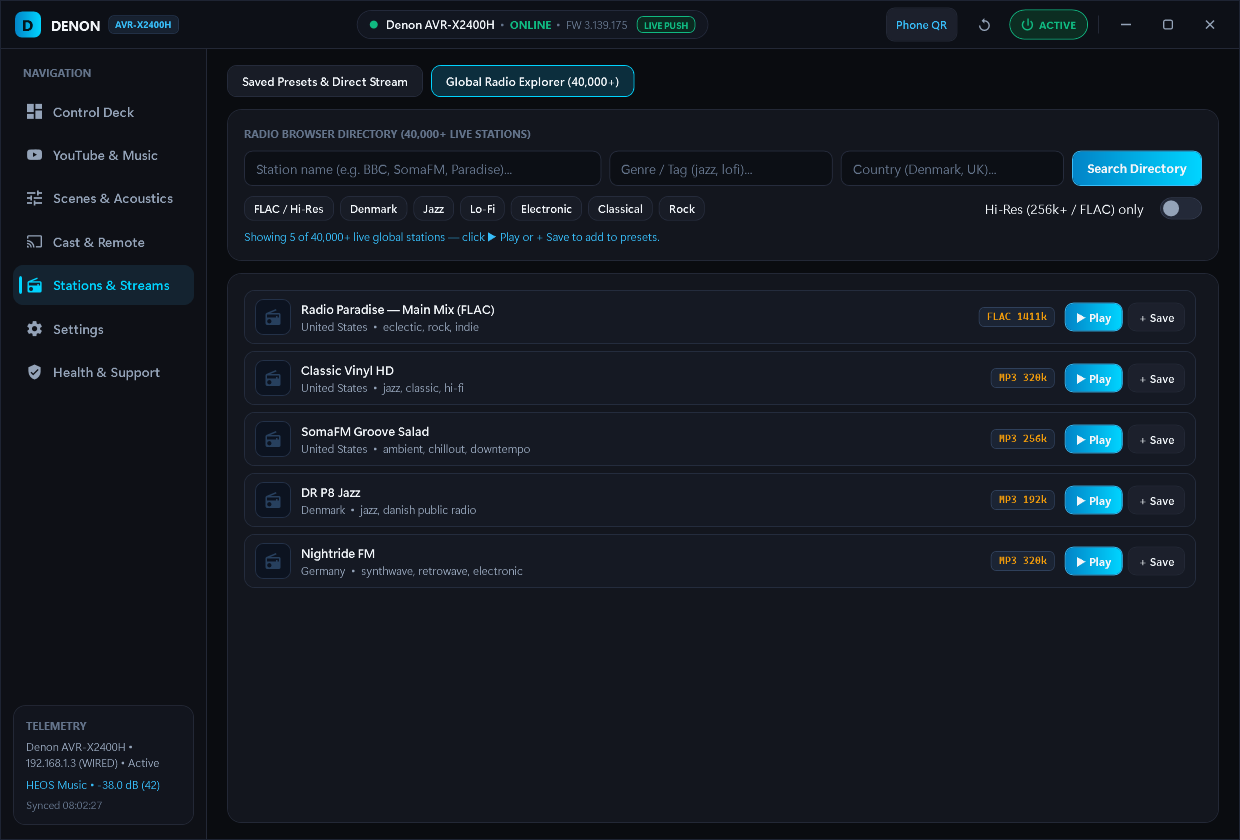 D DENON AVR-X2400H
Denon AVR-X2400H • ONLINE • FW 3.139.175 LIVE PUSH
Phone QR
ACTIVE
NAVIGATION
Control Deck
YouTube & Music
Scenes & Acoustics
Cast & Remote
Stations & Streams
Settings
Health & Support
TELEMETRY
Denon AVR-X2400H •
192.168.1.3 (WIRED) • Active
HEOS Music • -38.0 dB (42)
Synced 08:02:27
Saved Presets & Direct Stream
Global Radio Explorer (40,000+)
RADIO BROWSER DIRECTORY (40,000+ LIVE STATIONS)
Station name (e.g. BBC, SomaFM, Paradise)...
Genre / Tag (jazz, lofi)...
Country (Denmark, UK)...
Search Directory
FLAC / Hi-Res
Denmark
Jazz
Lo-Fi
Electronic
Classical
Rock
Hi-Res (256k+ / FLAC) only
Showing 5 of 40,000+ live global stations — click ▶ Play or + Save to add to presets.
Radio Paradise — Main Mix (FLAC)
United States • eclectic, rock, indie
FLAC 1411k
▶ Play
+ Save
Classic Vinyl HD
United States • jazz, classic, hi-fi
MP3 320k
▶ Play
+ Save
SomaFM Groove Salad
United States • ambient, chillout, downtempo
MP3 256k
▶ Play
+ Save
DR P8 Jazz
Denmark • jazz, danish public radio
MP3 192k
▶ Play
+ Save
Nightride FM
Germany • synthwave, retrowave, electronic
MP3 320k
▶ Play
+ Save